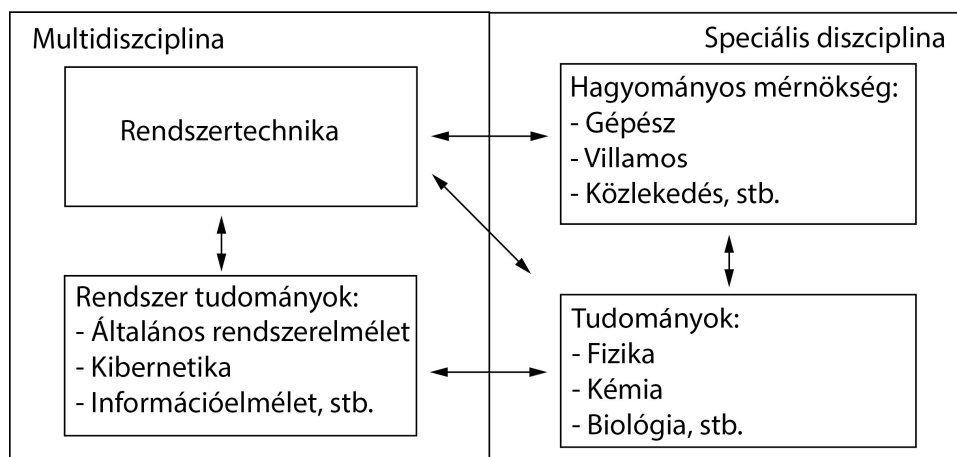 Multidiszciplina
Rendszertechnika
Rendszer tudományok:
- Általános rendszerelmélet
- Kibernetika
- Információelmélet, stb.
Speciális diszciplina
Hagyományos mérnökség:
- Gépész
- Villamos
- Közlekedés, stb.
Tudományok:
- Fizika
- Kémia
- Biológia, stb.